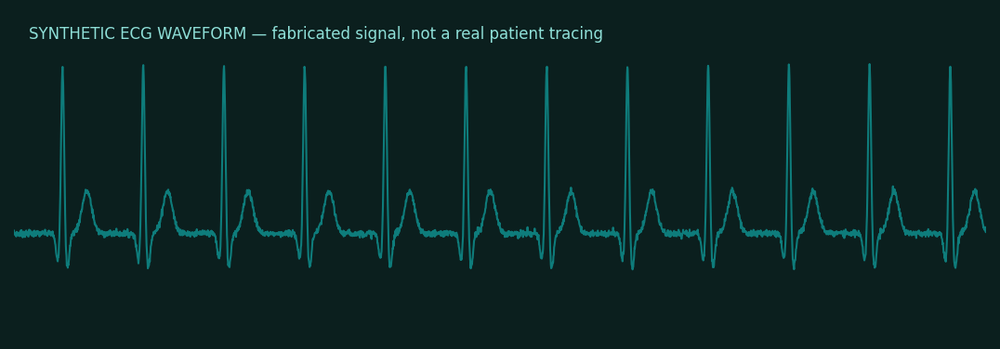 SYNTHETIC ECG WAVEFORM — fabricated signal, not a real patient tracing